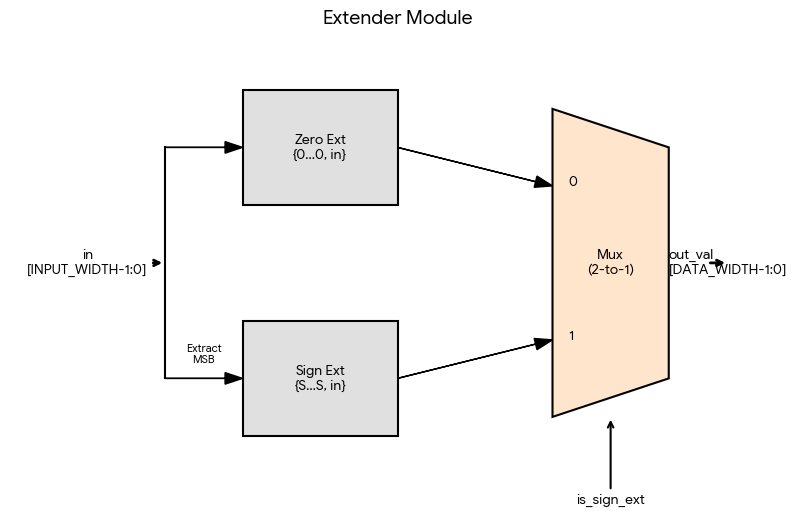 Extender Module
Zero Ext
{0...0, in}
0
in
[INPUT_WIDTH-1:0]
Mux
(2-to-1)
out_val
[DATA_WIDTH-1:0]
1
Extract
MSB
Sign Ext
{S...S, in}
is_sign_ext